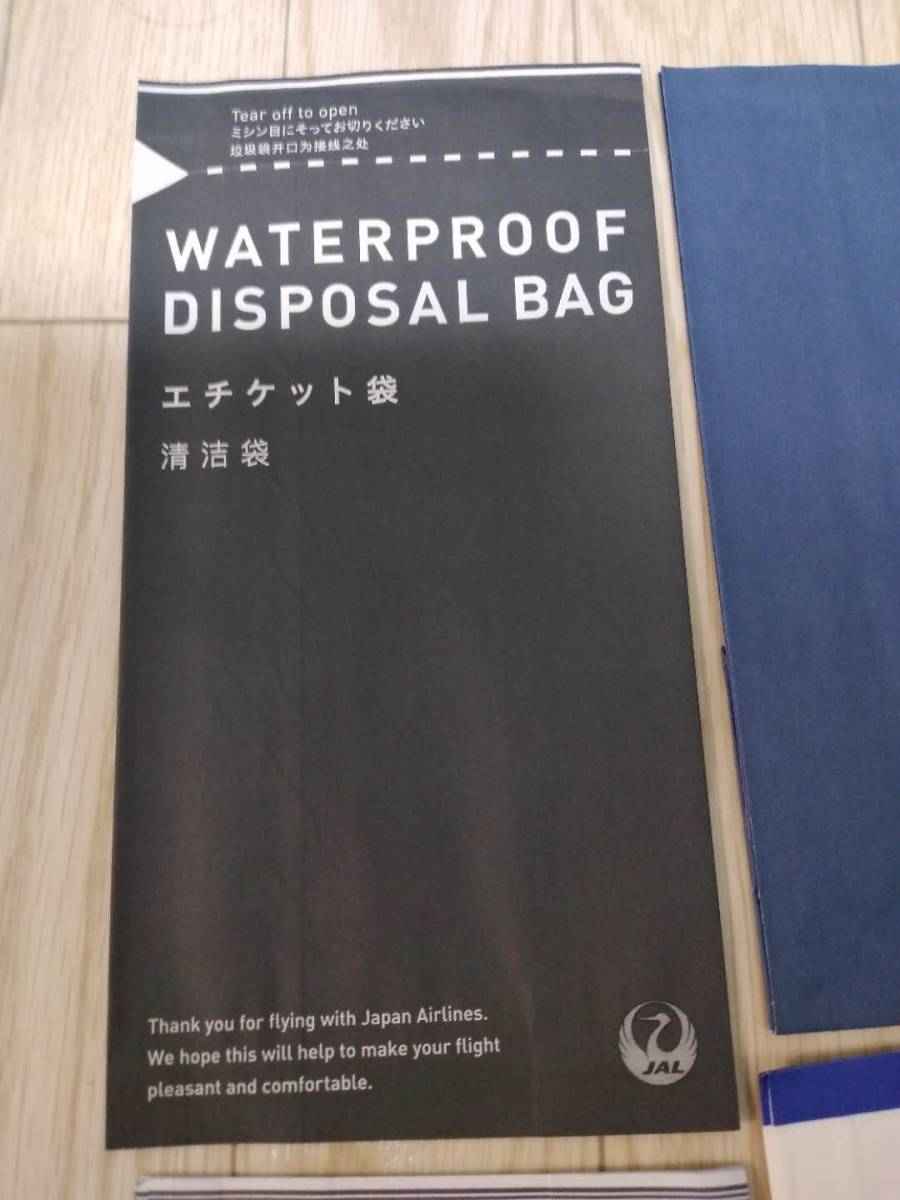 Tear off to open
ミシン目にそってお切りください
垃圾袋开口为接线之处
WATERPROOF
DISPOSAL BAG
エチケット袋
清洁袋
Thank you for flying with Japan Airlines.
We hope this will help to make your flight
pleasant and comfortable.
JAL